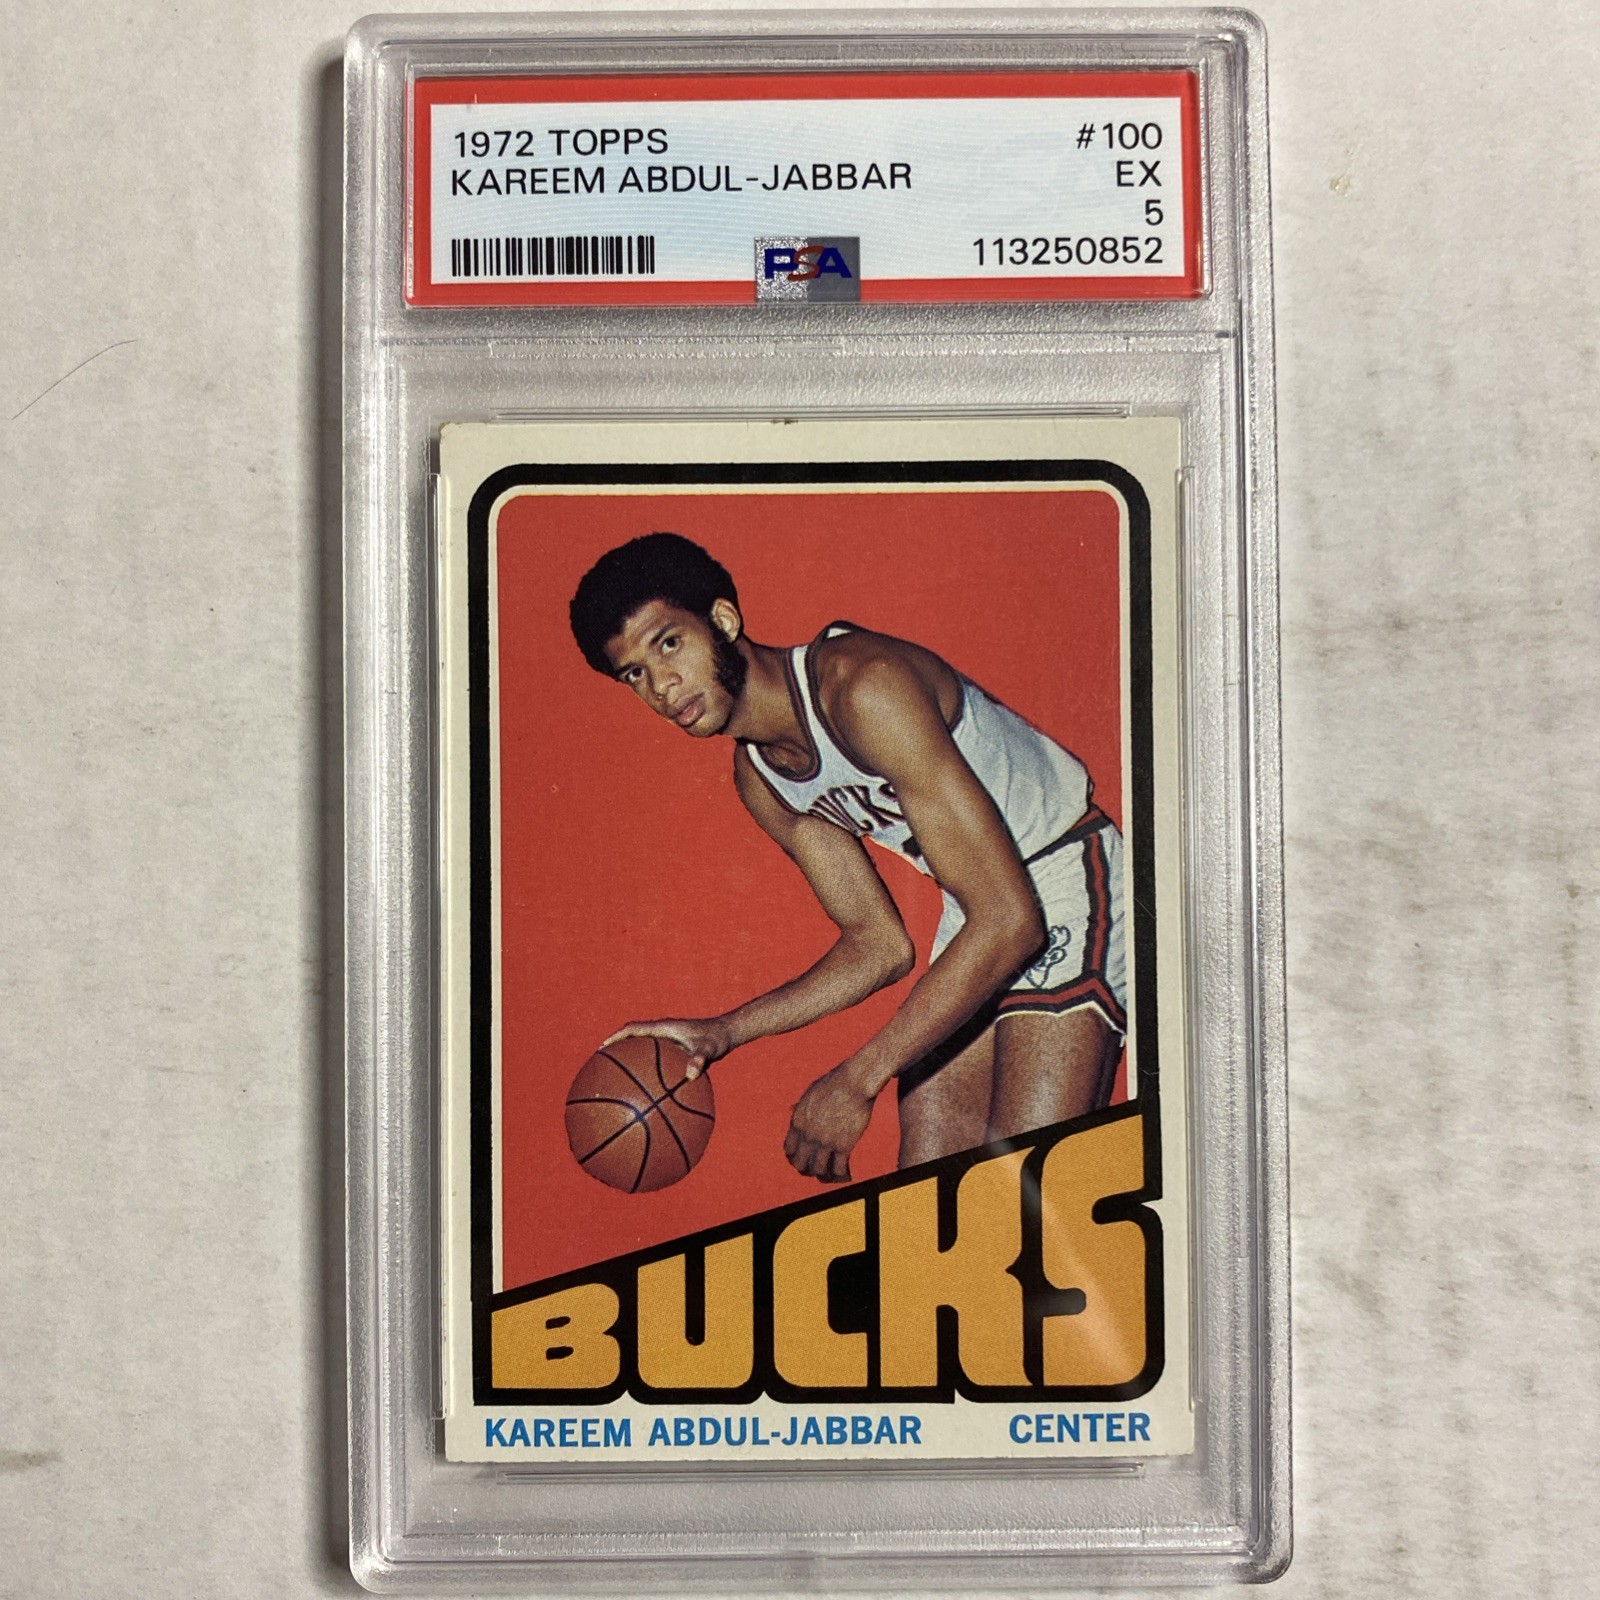 1972 TOPPS #100
KAREEM ABDUL-JABBAR EX
5
PSA 113250852
BUCKS
BUCKS
KAREEM ABDUL-JABBAR CENTER